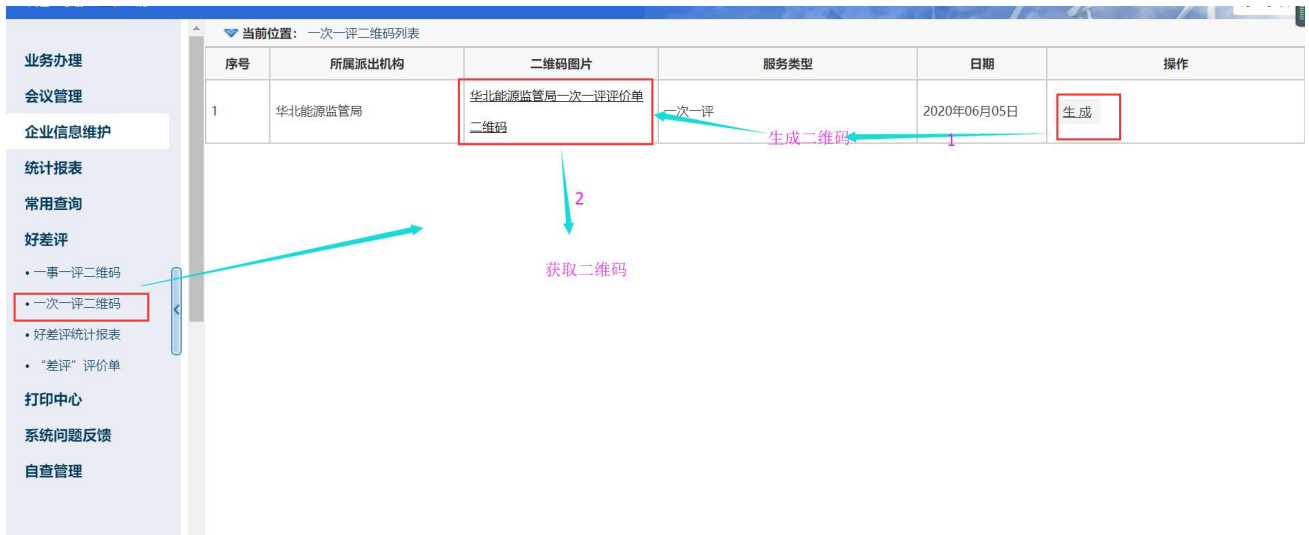 当前位置： 一次一评二维码列表
业务办理
会议管理
企业信息维护
统计报表
常用查询
好差评
• 一事一评二维码
• 一次一评二维码
• 好差评统计报表
• “差评”评价单
打印中心
系统问题反馈
自查管理
序号 所属派出机构 二维码图片 服务类型 日期 操作
1 华北能源监管局 华北能源监管局一次一评评价单 一次一评 2020年06月05日 生 成
二维码
生成二维码 1
2
获取二维码